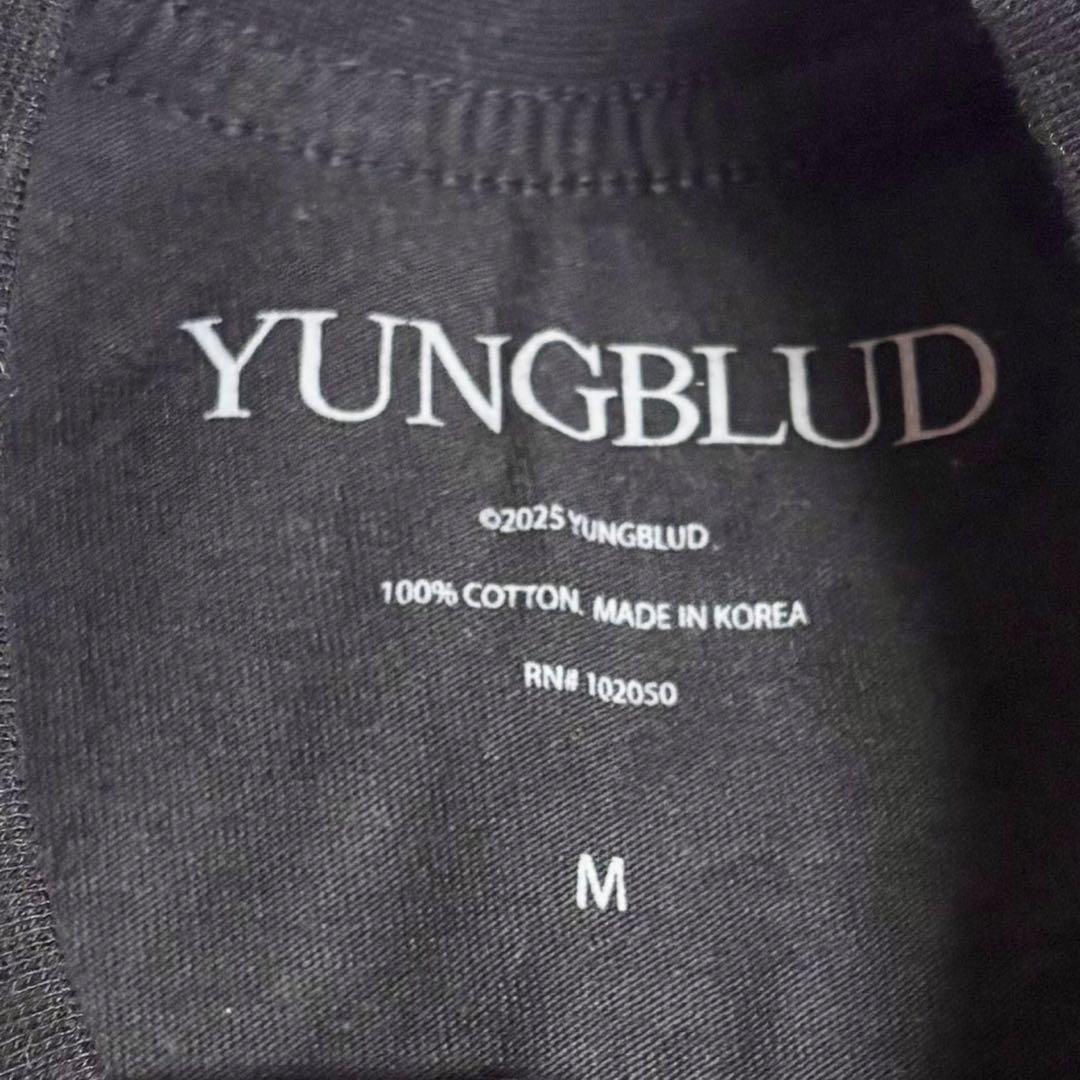 YUNGBLUD
©2025 YUNGBLUD.
100% COTTON. MADE IN KOREA
RN# 102050
M